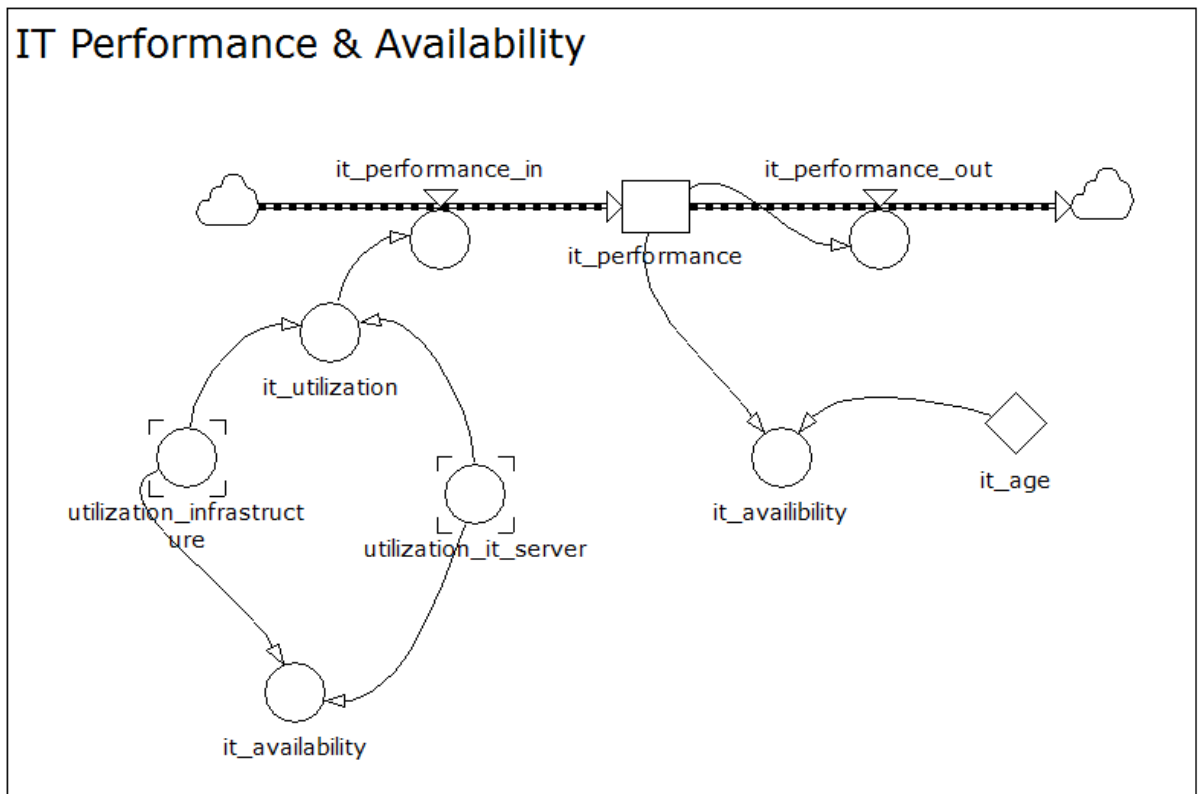 IT Performance & Availability
it_performance_in
it_performance_out
it_performance
it_utilization
utilization_infrastruct
ure
utilization_it_server
it_availibility
it_age
it_availability